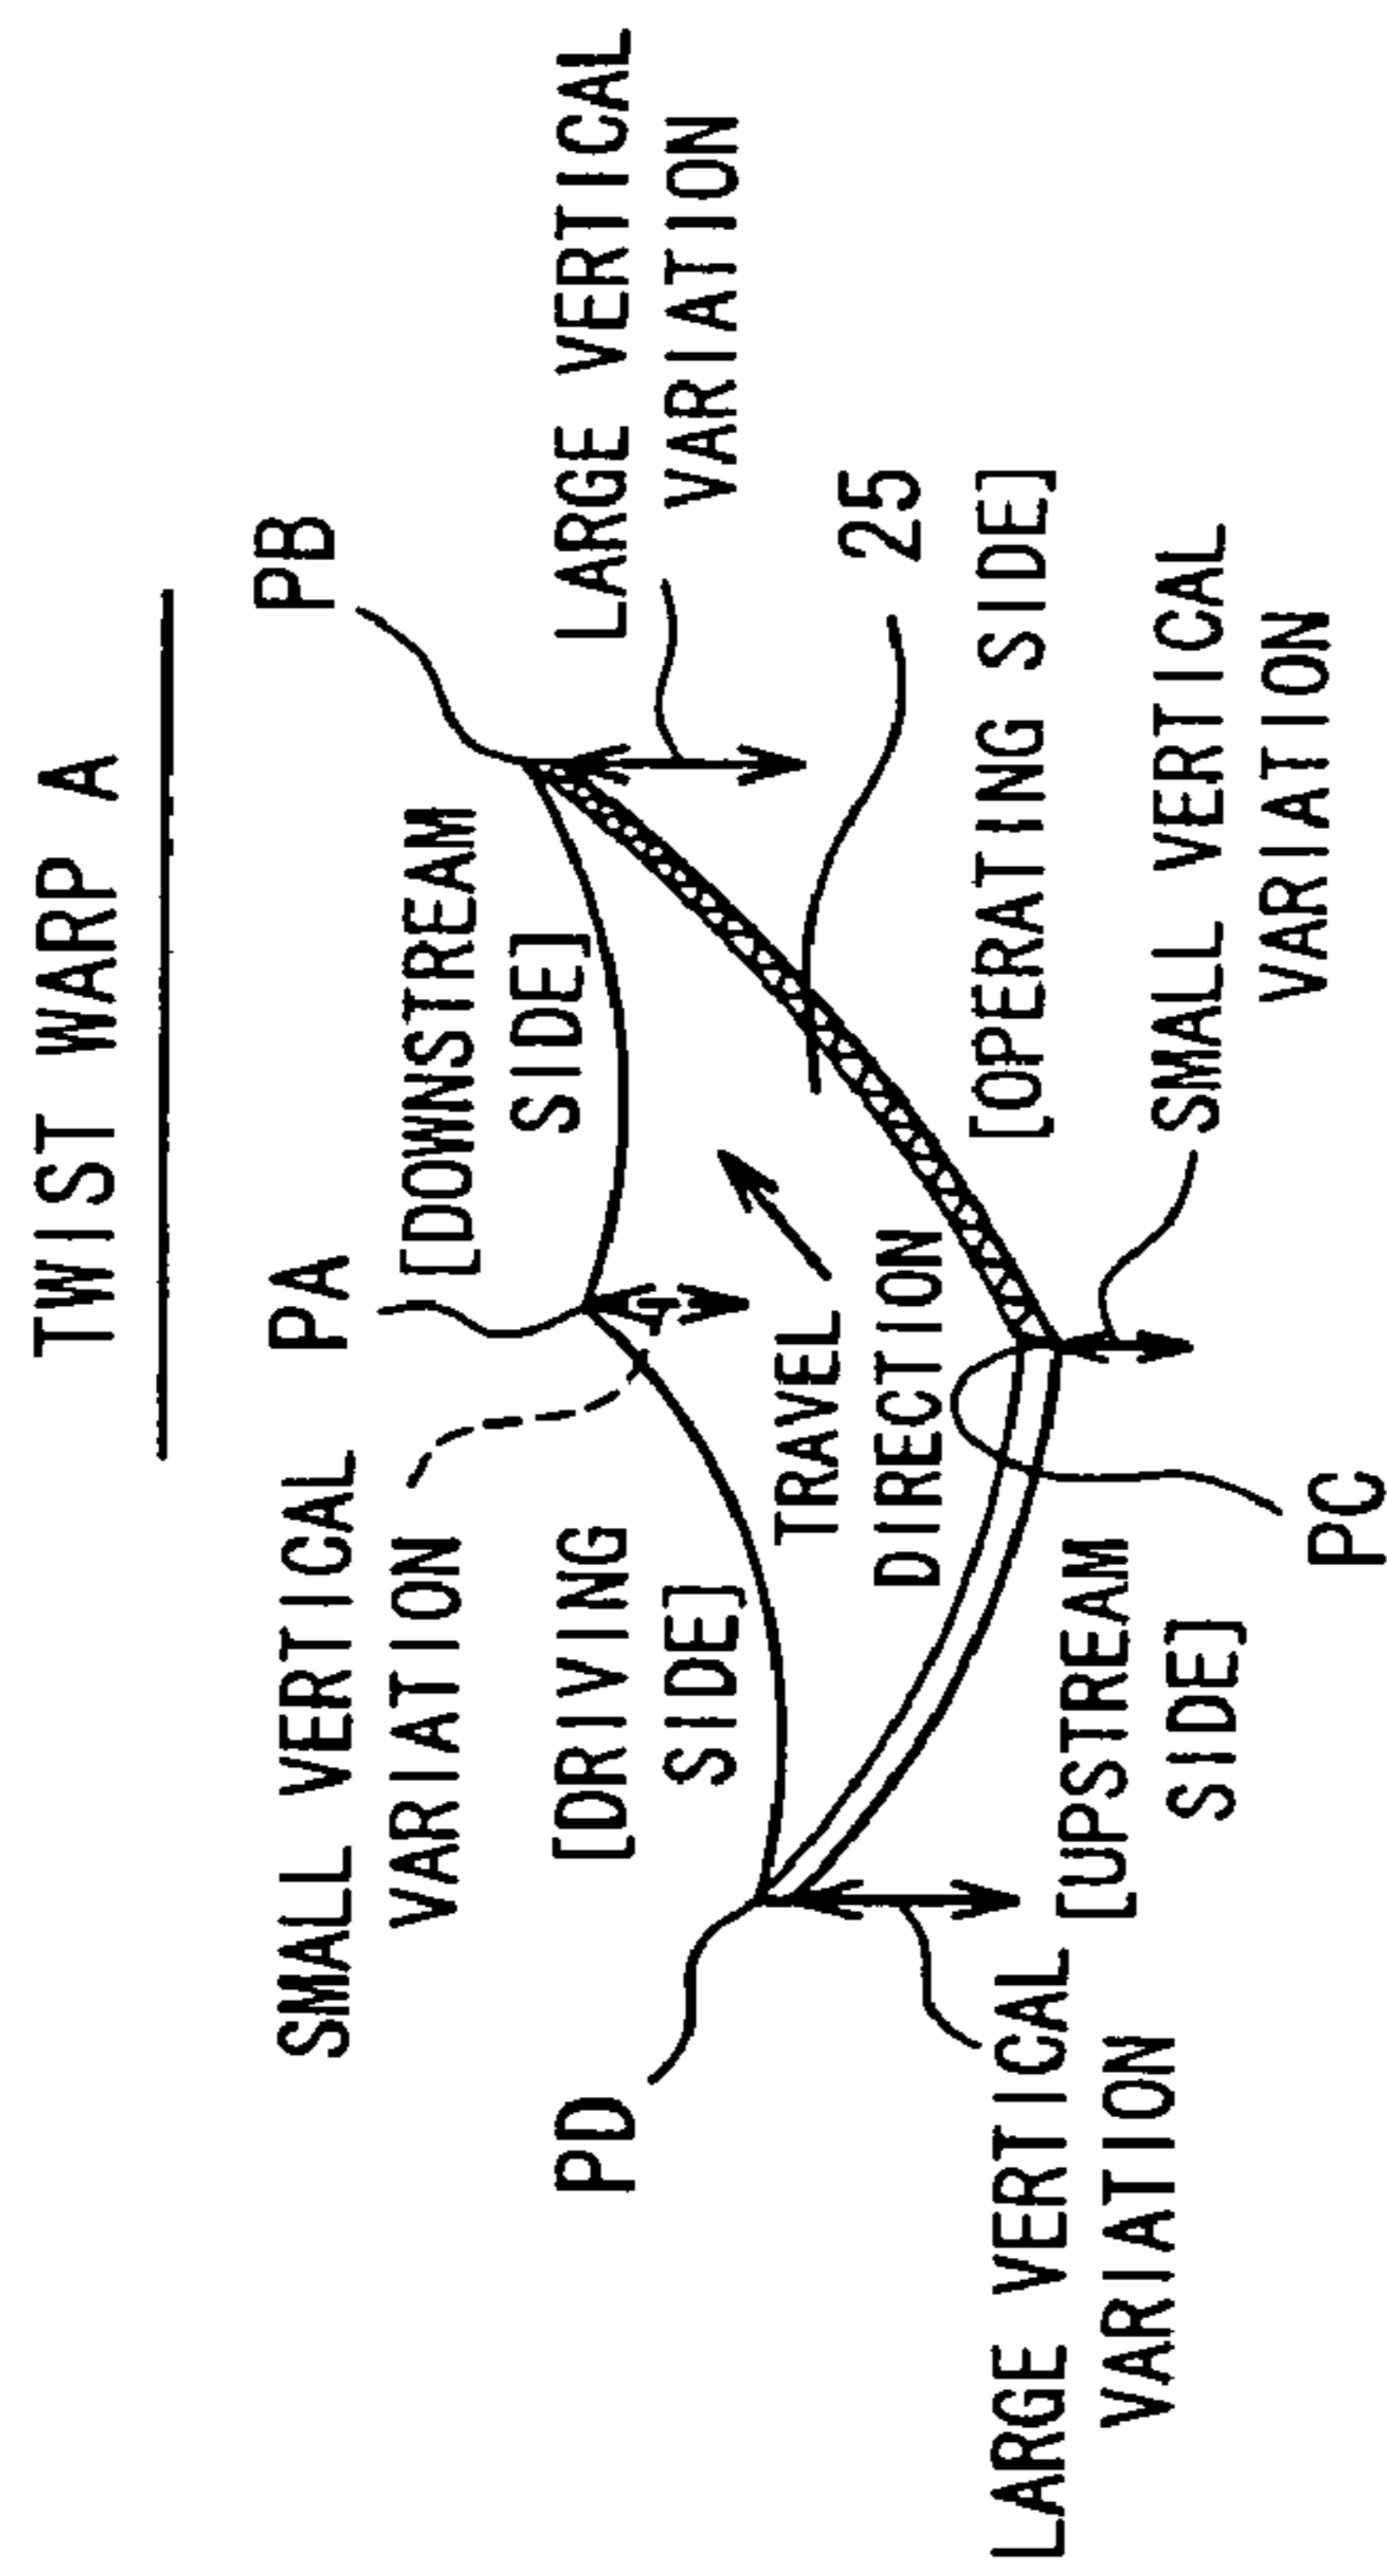 TWIST WARP A
PA
PB
SMALL VERTICAL
VARIATION
[DOWNSTREAM
SIDE]
LARGE VERTICAL
VARIATION
PD
[DRIVING
SIDE]
TRAVEL
DIRECTION
25
[OPERATING SIDE]
LARGE VERTICAL
VARIATION
[UPSTREAM
SIDE]
SMALL VERTICAL
VARIATION
PC